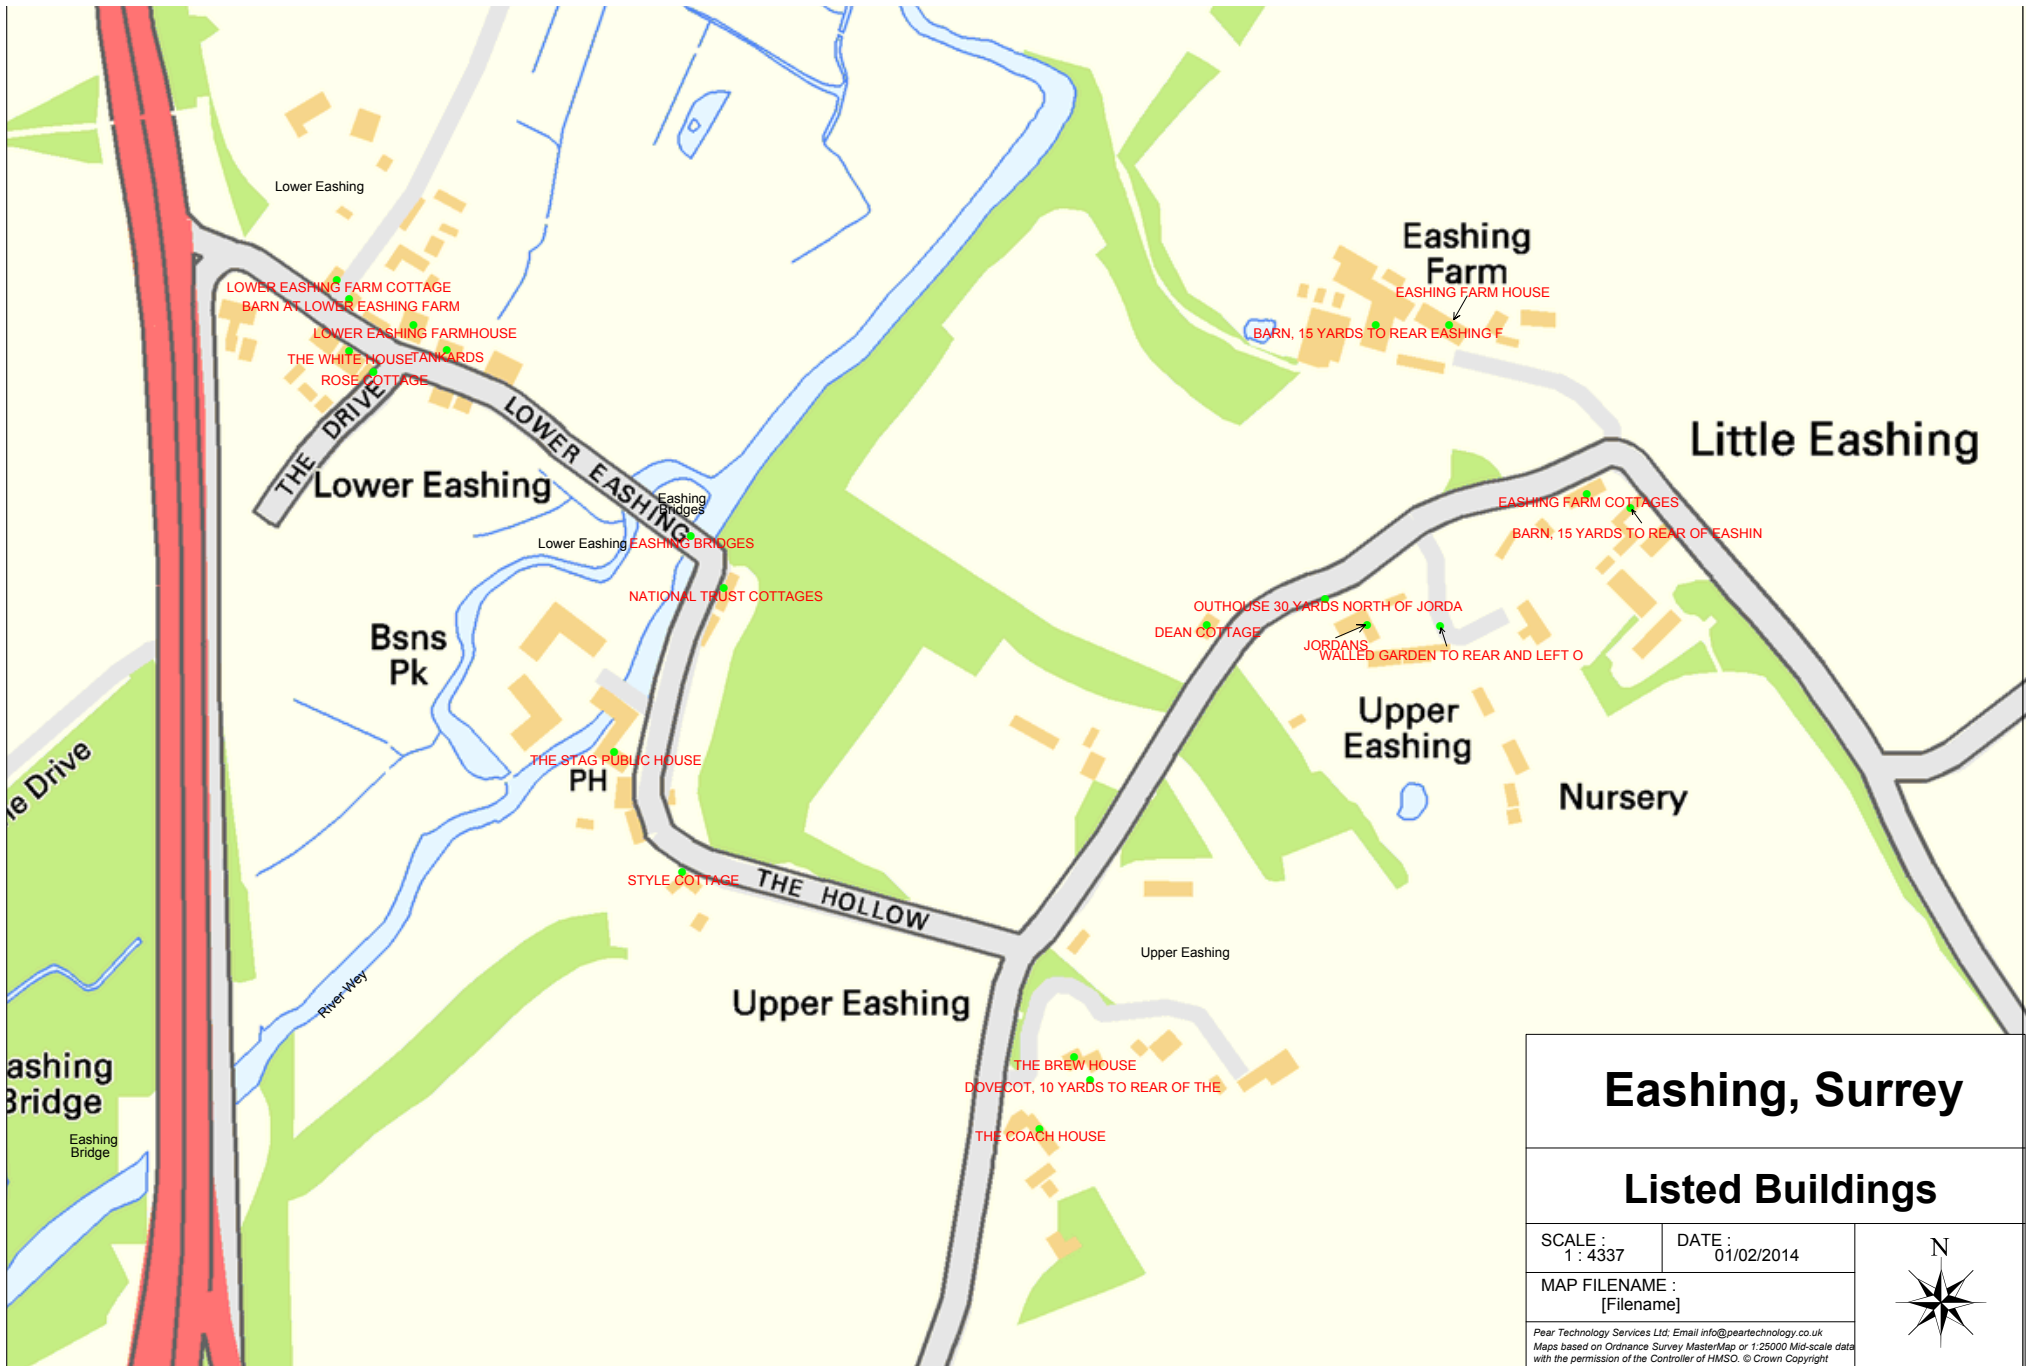 Lower Eashing
LOWER EASHING FARM COTTAGE
BARN AT LOWER EASHING FARM
LOWER EASHING FARMHOUSE
THE WHITE HOUSE
TANKARDS
ROSE COTTAGE
THE DRIVE
LOWER EASHING
Lower Eashing
Eashing
Bridges
Lower Eashing
EASHING BRIDGES
NATIONAL TRUST COTTAGES
Bsns
Pk
THE STAG PUBLIC HOUSE
PH
STYLE COTTAGE
THE HOLLOW
Eashing
Farm
EASHING FARM HOUSE
BARN, 15 YARDS TO REAR EASHING F
Little Eashing
EASHING FARM COTTAGES
BARN, 15 YARDS TO REAR OF EASHIN
OUTHOUSE 30 YARDS NORTH OF JORDA
DEAN COTTAGE
JORDANS
WALLED GARDEN TO REAR AND LEFT O
Upper
Eashing
Nursery
Upper Eashing
Upper Eashing
THE BREW HOUSE
DOVECOT, 10 YARDS TO REAR OF THE
THE COACH HOUSE
River Wey
he Drive
ashing
Bridge
Eashing
Bridge
Eashing, Surrey
Listed Buildings
SCALE :
1 : 4337
DATE :
01/02/2014
MAP FILENAME :
[Filename]
N
Pear Technology Services Ltd; Email info@peartechnology.co.uk
Maps based on Ordnance Survey MasterMap or 1:25000 Mid-scale data
with the permission of the Controller of HMSO. © Crown Copyright